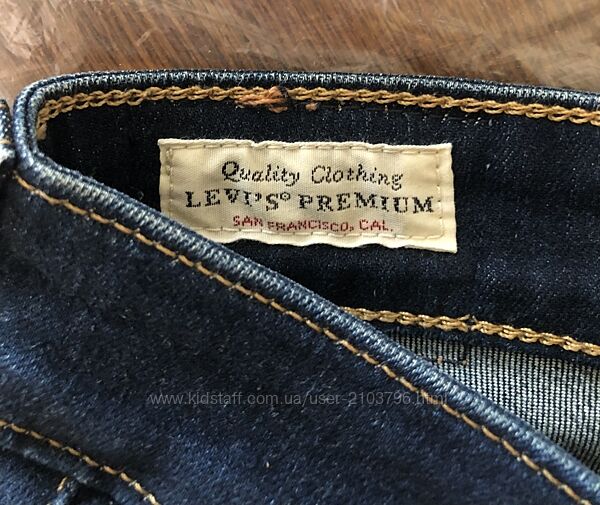 Quality Clothing
LEVI'S® PREMIUM
SAN FRANCISCO, CAL.
www.kidstaff.com.ua/user-2103796.html